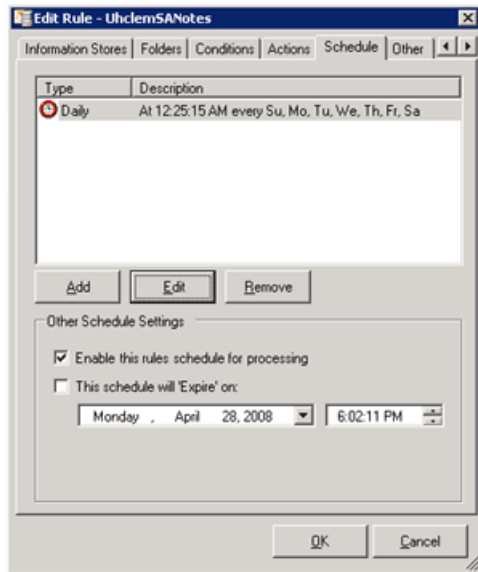 Edit Rule - UhclemSANotes
Information Stores Folders Conditions Actions Schedule Other
Type Description
Daily At 12:25:15 AM every Su, Mo, Tu, We, Th, Fr, Sa
Add Edit Remove
Other Schedule Settings
Enable this rules schedule for processing
This schedule will 'Expire' on:
Monday , April 28, 2008 6:02:11 PM
OK Cancel